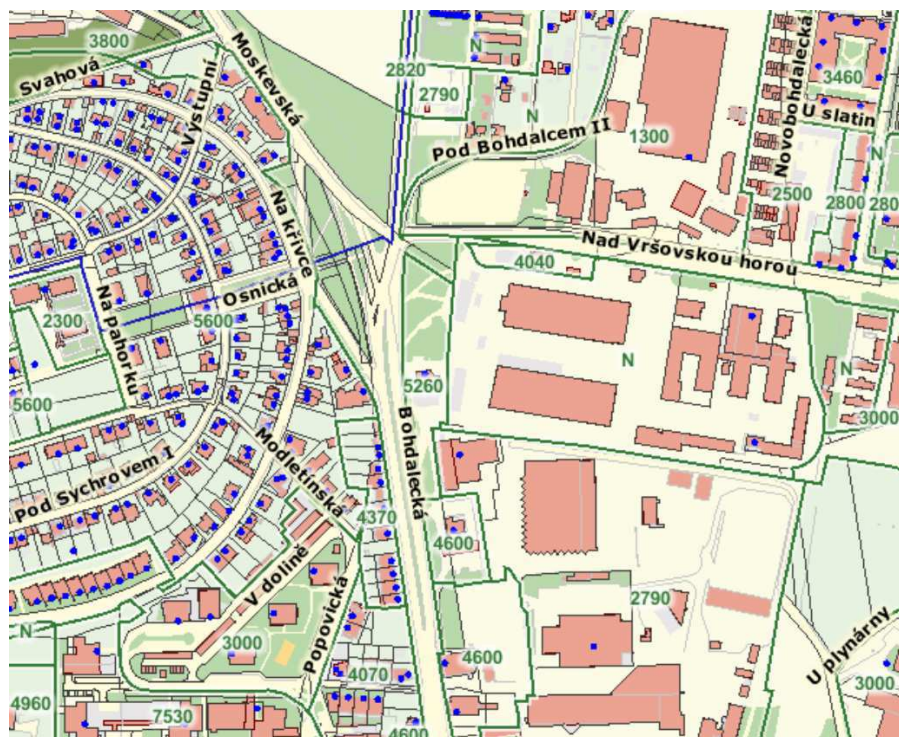 3800
Svahová
Výstupní
Moskevská
2820
2790
N
N
Pod Bohdalcem II
1300
Novobohdalecká
3460
U slatin
N
2500
2800
280
Na křivce
Nad Vršovskou horou
4040
Osnická
5600
2300
Na pahorku
N
N
5260
5600
3000
Bohdalecká
Modletínská
Pod Sychrovem I
4370
4600
V dolině
Popovická
2790
3000
N
4600
U plynárny
4070
3000
4960
7530
4600